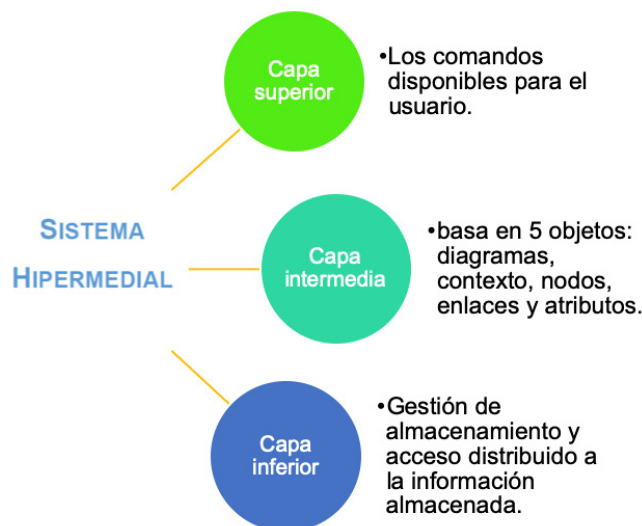 SISTEMA
HIPERMEDIAL
Capa
superior
•Los comandos
disponibles para el
usuario.
Capa
intermedia
•basa en 5 objetos:
diagramas,
contexto, nodos,
enlaces y atributos.
Capa
inferior
•Gestión de
almacenamiento y
acceso distribuido a
la información
almacenada.